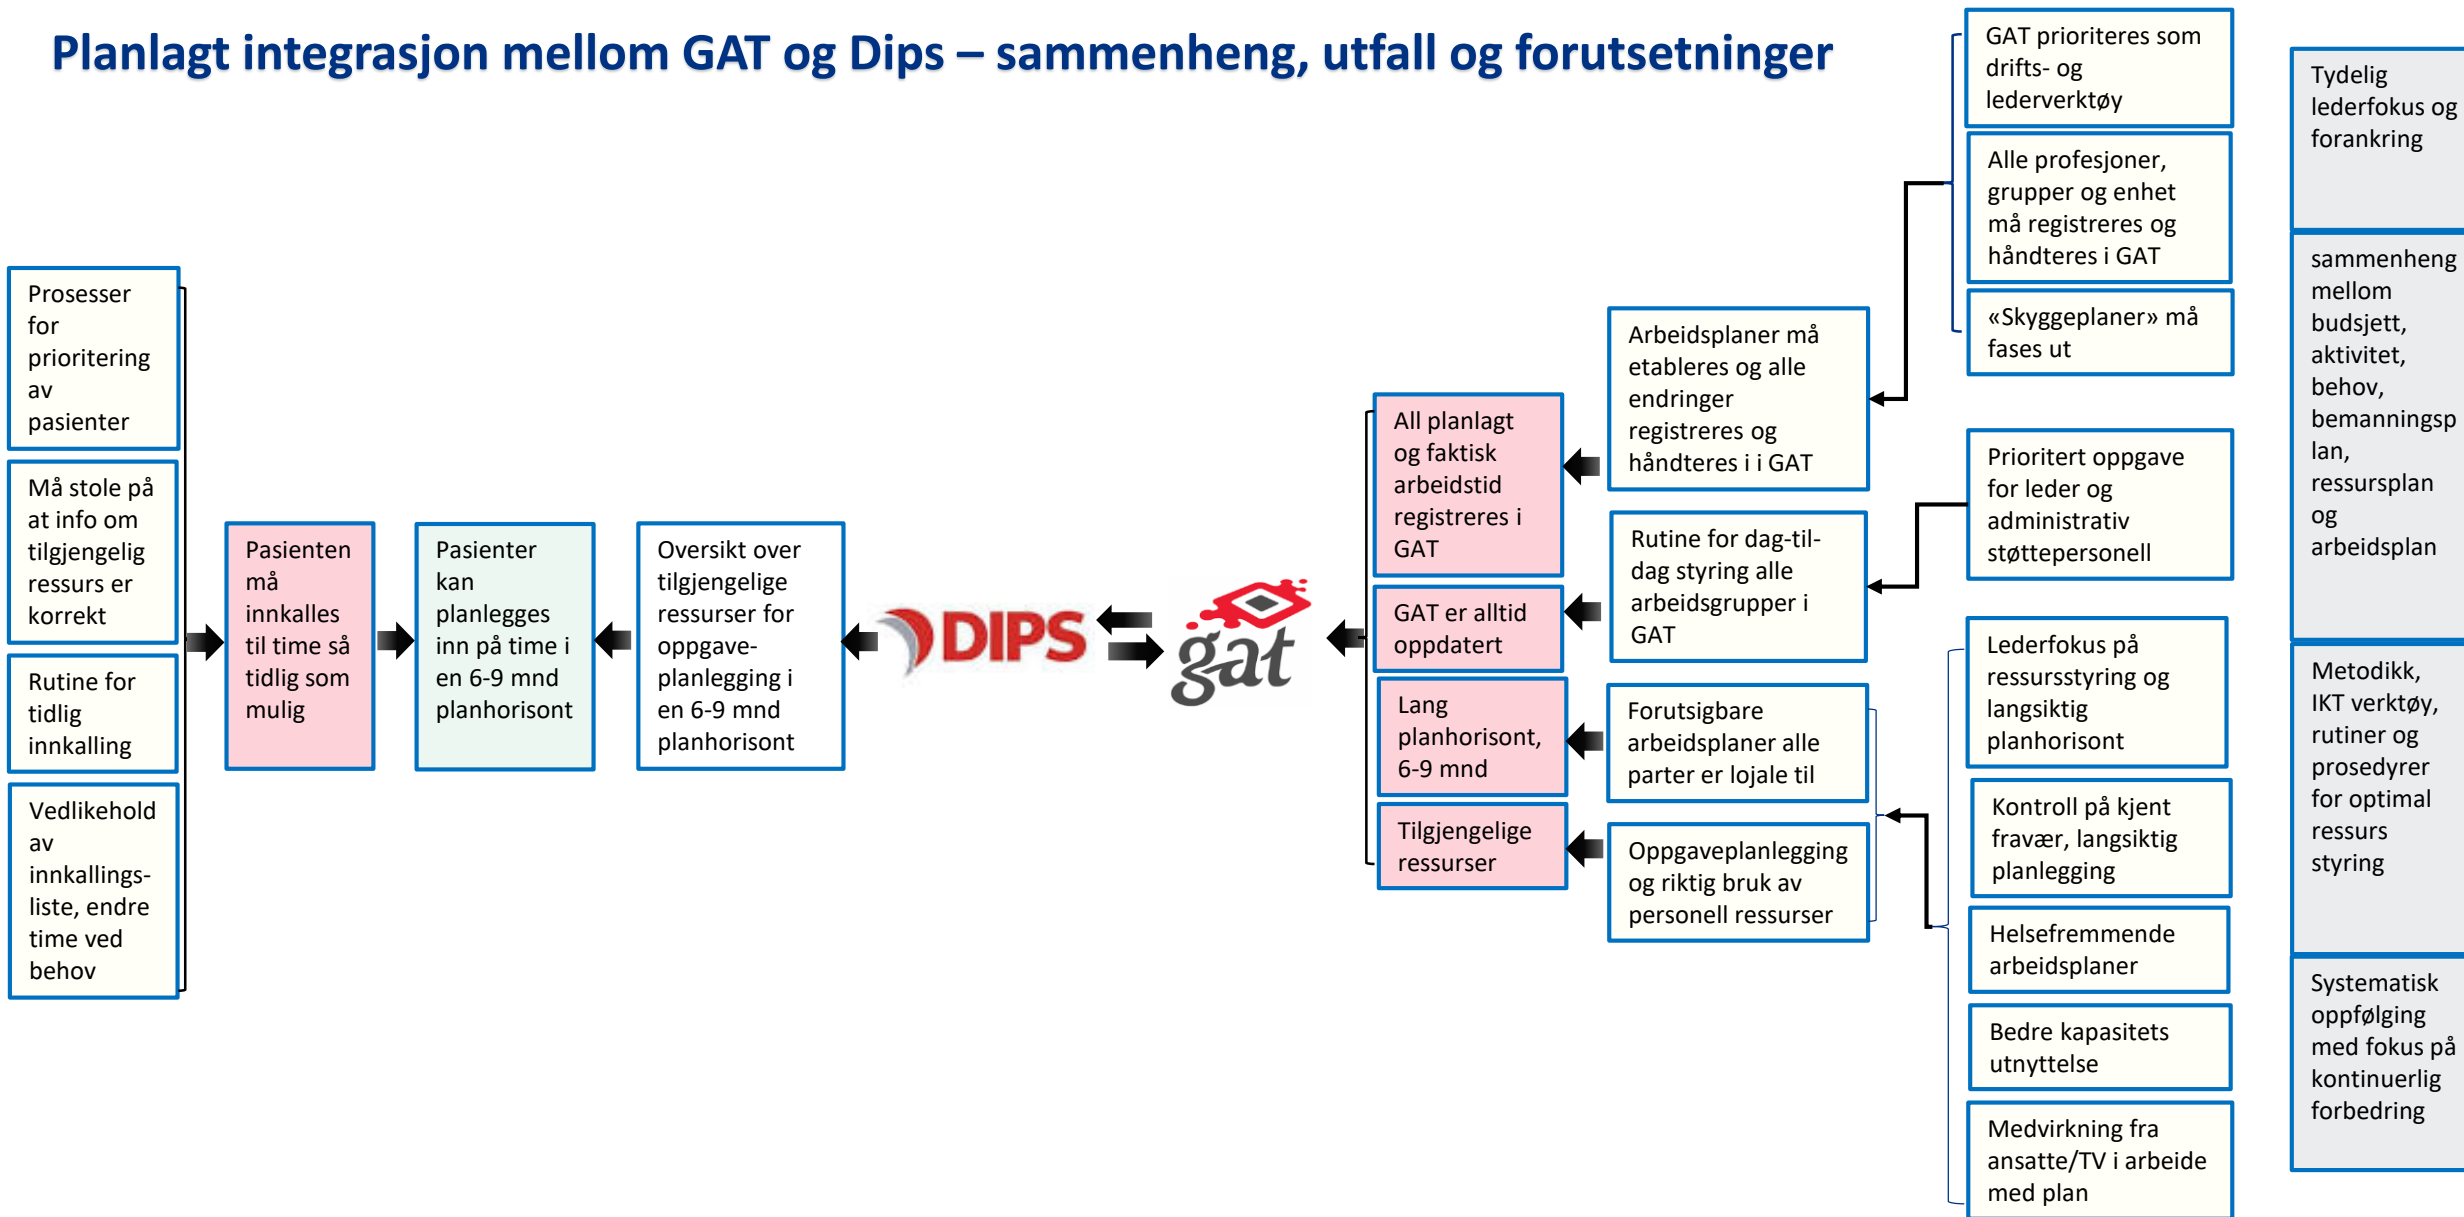 Planlagt integrasjon mellom GAT og Dips – sammenheng, utfall og forutsetninger
Prosesser
for
prioritering
av
pasienter
Må stole på
at info om
tilgjengelig
ressurs er
korrekt
Rutine for
tidlig
innkalling
Vedlikehold
av
innkallings-
liste, endre
time ved
behov
Pasienten
må
innkalles
til time så
tidlig som
mulig
Pasienter
kan
planlegges
inn på time i
en 6-9 mnd
planhorisont
Oversikt over
tilgjengelige
ressurser for
oppgave-
planlegging i
en 6-9 mnd
planhorisont
DIPS
gat
All planlagt
og faktisk
arbeidstid
registreres i
GAT
GAT er alltid
oppdatert
Lang
planhorisont,
6-9 mnd
Tilgjengelige
ressurser
Arbeidsplaner må
etableres og alle
endringer
registreres og
håndteres i i GAT
Rutine for dag-til-
dag styring alle
arbeidsgrupper i
GAT
Forutsigbare
arbeidsplaner alle
parter er lojale til
Oppgaveplanlegging
og riktig bruk av
personell ressurser
GAT prioriteres som
drifts- og
lederverktøy
Alle profesjoner,
grupper og enhet
må registreres og
håndteres i GAT
«Skyggeplaner» må
fases ut
Prioritert oppgave
for leder og
administrativ
støttepersonell
Lederfokus på
ressursstyring og
langsiktig
planhorisont
Kontroll på kjent
fravær, langsiktig
planlegging
Helsefremmende
arbeidsplaner
Bedre kapasitets
utnyttelse
Medvirkning fra
ansatte/TV i arbeide
med plan
Tydelig
lederfokus og
forankring
sammenheng
mellom
budsjett,
aktivitet,
behov,
bemanningsp
lan,
ressursplan
og
arbeidsplan
Metodikk,
IKT verktøy,
rutiner og
prosedyrer
for optimal
ressurs
styring
Systematisk
oppfølging
med fokus på
kontinuerlig
forbedring